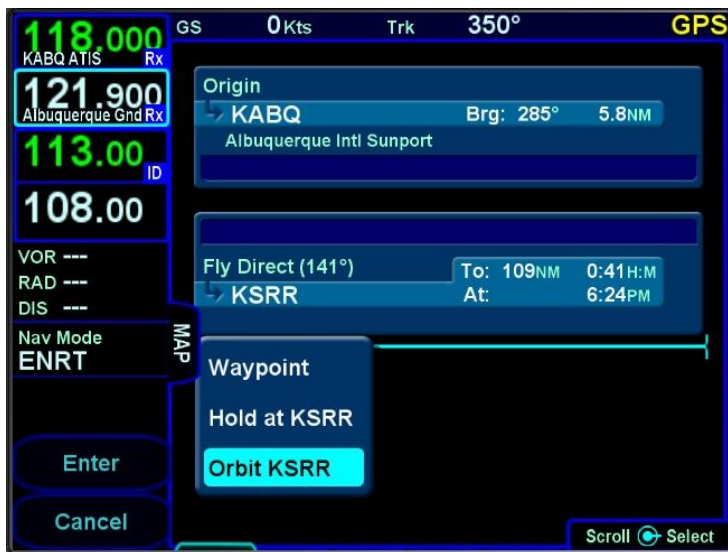 118.000
KABQ ATIS Rx
121.900
Albuquerque Gnd Rx
113.00
ID
108.00
VOR ---
RAD ---
DIS ---
Nav Mode
ENRT
Enter
Cancel
GS 0Kts Trk 350° GPS
MAP
Origin
KABQ Brg: 285° 5.8NM
Albuquerque Intl Sunport
Fly Direct (141°) To: 109NM 0:41H:M
KSRR At: 6:24PM
Waypoint
Hold at KSRR
Orbit KSRR
Scroll Select